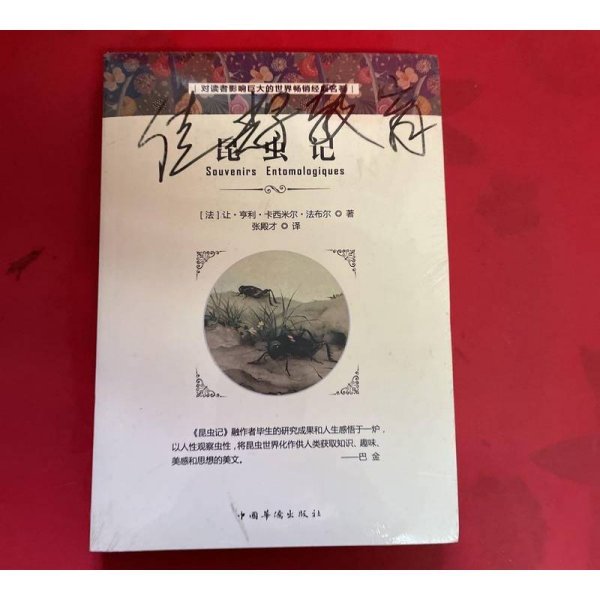 对读者影响巨大的世界畅销经典名著
佳路教育
昆虫记
Souvenirs Entomologiques
[法]让·亨利·卡西米尔·法布尔 著
张殿才 译
《昆虫记》融作者毕生的研究成果和人生感悟于一炉，
以人性观察虫性，将昆虫世界化作供人类获取知识、趣味、
美感和思想的美文。
——巴 金
中国华侨出版社